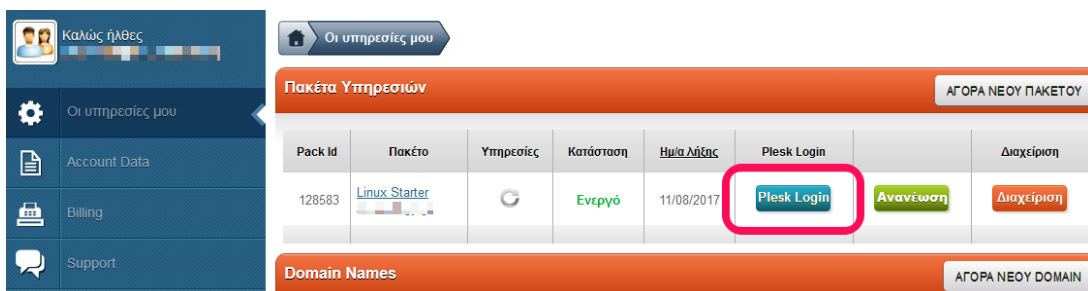 Καλώς ήλθες
Οι υπηρεσίες μου
Οι υπηρεσίες μου
Account Data
Billing
Support
Πακέτα Υπηρεσιών
ΑΓΟΡΑ ΝΕΟΥ ΠΑΚΕΤΟΥ
Pack Id Πακέτο Υπηρεσίες Κατάσταση Ημ/α Λήξης Plesk Login Διαχείριση
128583 Linux Starter Ενεργό 11/08/2017 Plesk Login Ανανέωση Διαχείριση
Domain Names
ΑΓΟΡΑ ΝΕΟΥ DOMAIN